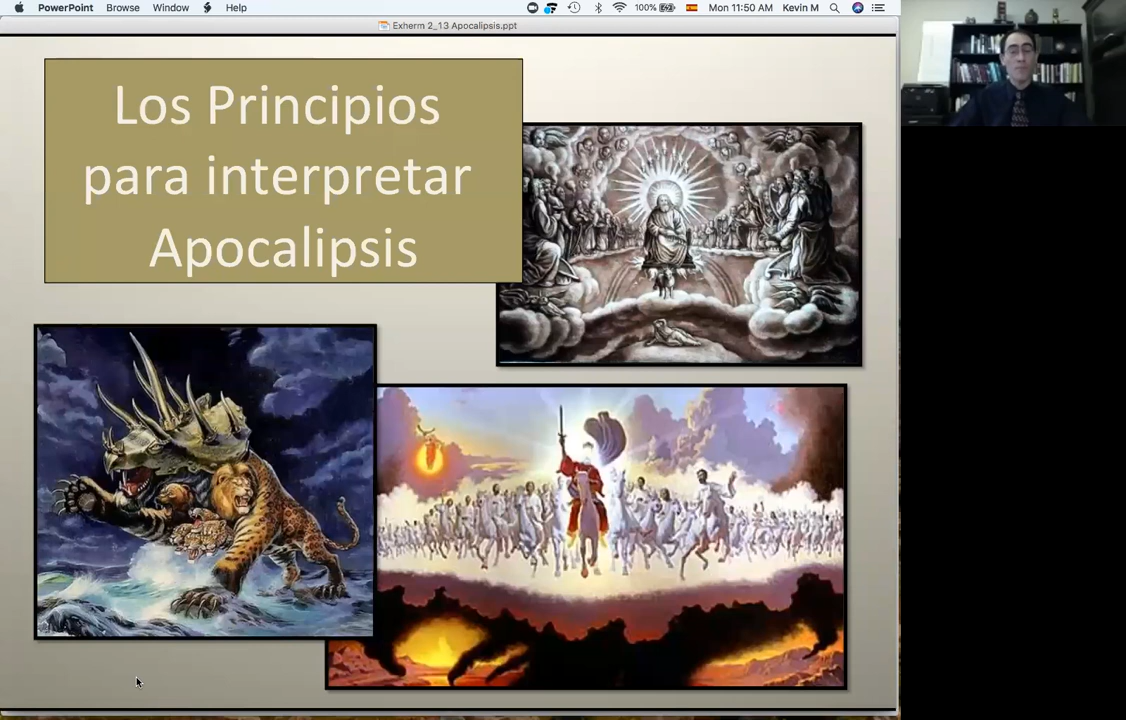 PowerPoint Browse Window Help 100% Mon 11:50 AM Kevin M
Exherm 2_13 Apocalipsis.ppt
Los Principios
para interpretar
Apocalipsis